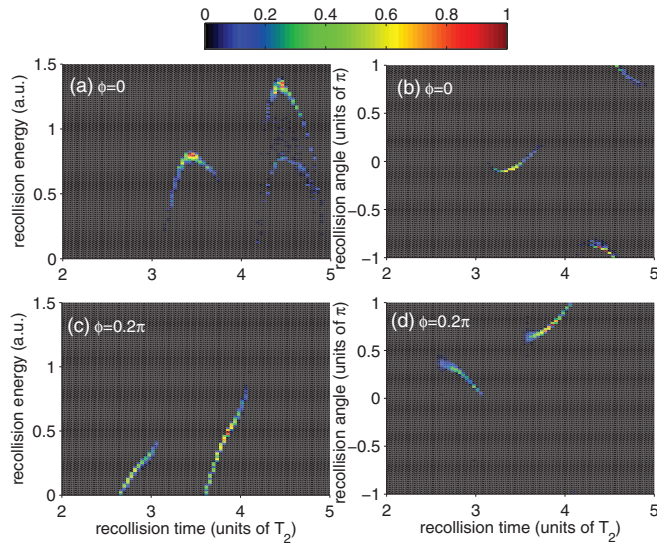 0 0.2 0.4 0.6 0.8 1
(a) ϕ=0
recollision energy (a.u.)
1.5
1
0.5
0
2 3 4 5
(b) ϕ=0
recollision angle (units of π)
1
0.5
0
−0.5
−1
2 3 4 5
(c) ϕ=0.2π
recollision energy (a.u.)
1.5
1
0.5
0
2 3 4 5
recollision time (units of T2)
(d) ϕ=0.2π
recollision angle (units of π)
1
0.5
0
−0.5
−1
2 3 4 5
recollision time (units of T2)